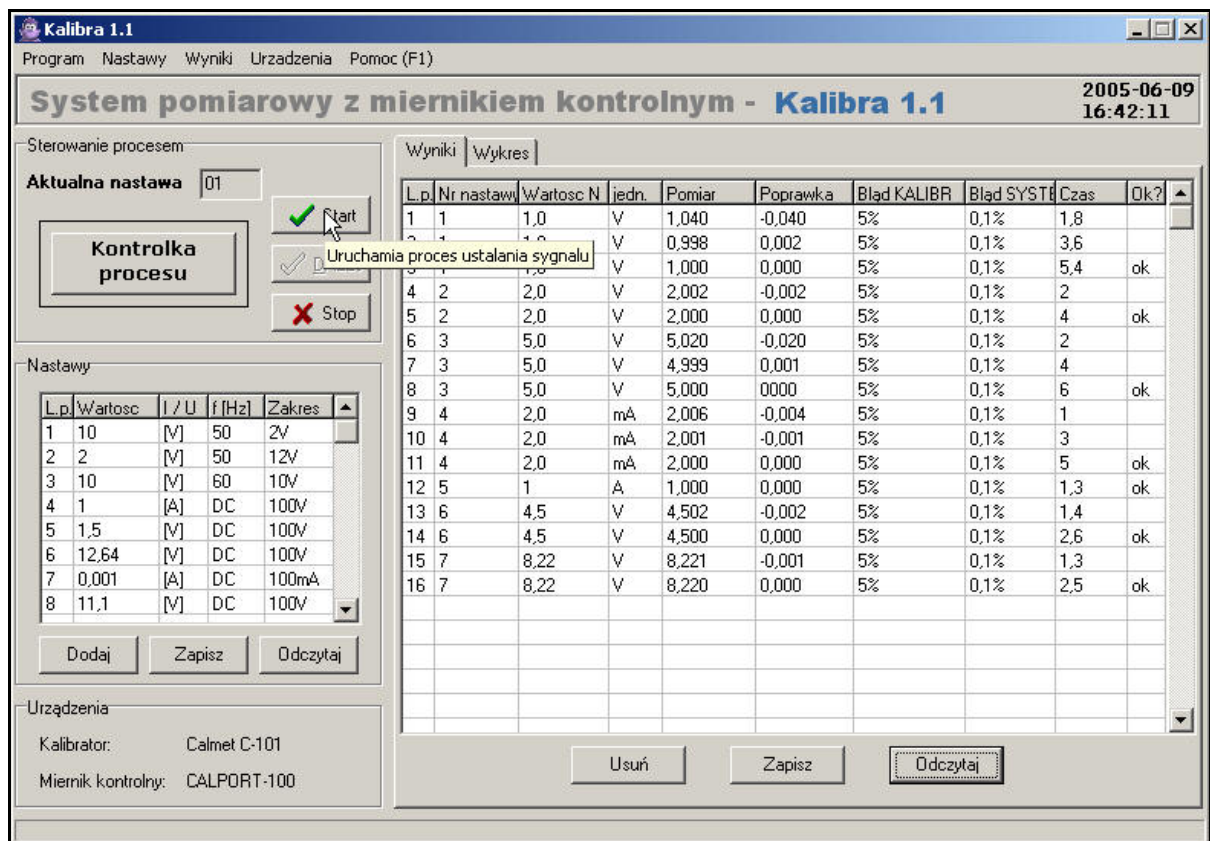 Kalibra 1.1
Program Nastawy Wyniki Urzadzenia Pomoc (F1)
System pomiarowy z miernikiem kontrolnym - Kalibra 1.1
2005-06-09
16:42:11
Sterowanie procesem
Aktualna nastawa 01
Start
Kontrolka
procesu
Uruchamia proces ustalania sygnalu
Stop
Nastawy
L.p. Wartosc I / U f [Hz] Zakres
1 10 [V] 50 2V
2 2 [V] 50 12V
3 10 [V] 60 10V
4 1 [A] DC 100V
5 1,5 [V] DC 100V
6 12,64 [V] DC 100V
7 0,001 [A] DC 100mA
8 11,1 [V] DC 100V
Dodaj Zapisz Odczytaj
Urządzenia
Kalibrator: Calmet C-101
Miernik kontrolny: CALPORT-100
Wyniki Wykres
L.p. Nr nastawy Wartosc N jedn. Pomiar Poprawka Bląd KALIBR Bląd SYSTE Czas Ok?
1 1 1,0 V 1,040 -0,040 5% 0,1% 1,8
V 0,998 0,002 5% 0,1% 3,6
V 1,000 0,000 5% 0,1% 5,4 ok
4 2 2,0 V 2,002 -0,002 5% 0,1% 2
5 2 2,0 V 2,000 0,000 5% 0,1% 4 ok
6 3 5,0 V 5,020 -0,020 5% 0,1% 2
7 3 5,0 V 4,999 0,001 5% 0,1% 4
8 3 5,0 V 5,000 0000 5% 0,1% 6 ok
9 4 2,0 mA 2,006 -0,004 5% 0,1% 1
10 4 2,0 mA 2,001 -0,001 5% 0,1% 3
11 4 2,0 mA 2,000 0,000 5% 0,1% 5 ok
12 5 1 A 1,000 0,000 5% 0,1% 1,3 ok
13 6 4,5 V 4,502 -0,002 5% 0,1% 1,4
14 6 4,5 V 4,500 0,000 5% 0,1% 2,6 ok
15 7 8,22 V 8,221 -0,001 5% 0,1% 1,3
16 7 8,22 V 8,220 0,000 5% 0,1% 2,5 ok
Usuń Zapisz Odczytaj